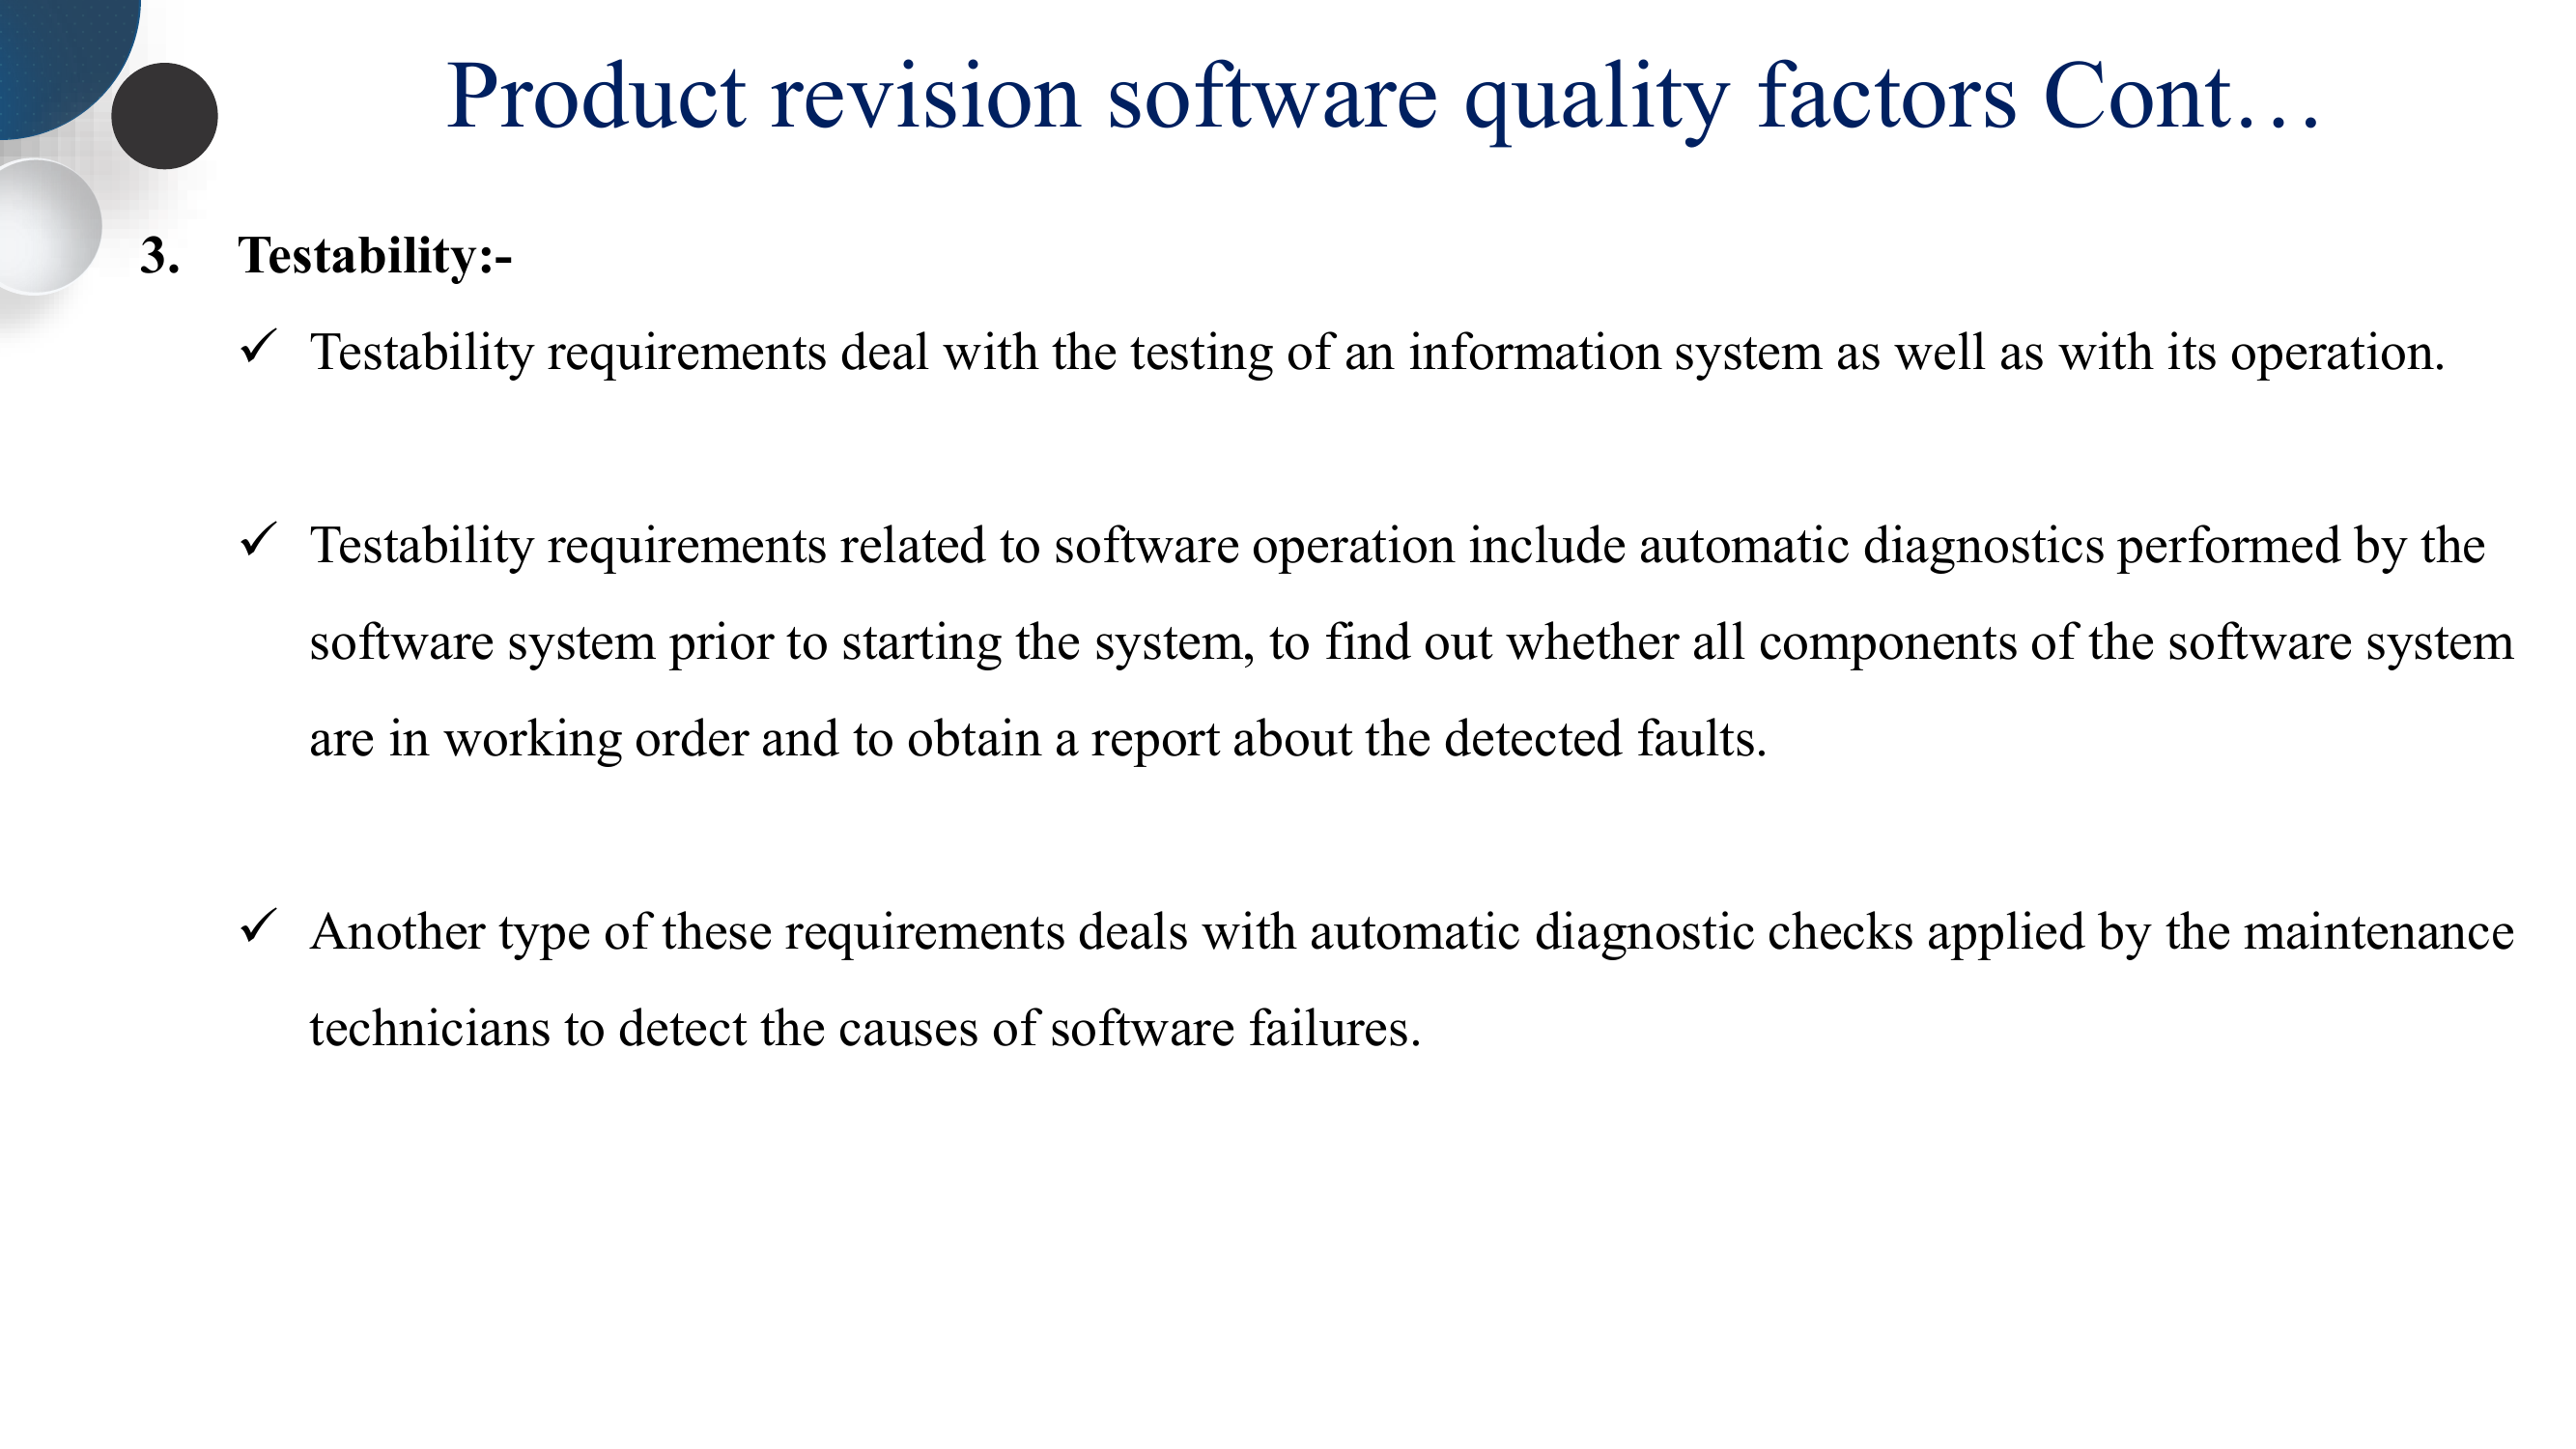 Product revision software quality factors Cont…
3. Testability:-
✓ Testability requirements deal with the testing of an information system as well as with its operation.
✓ Testability requirements related to software operation include automatic diagnostics performed by the
software system prior to starting the system, to find out whether all components of the software system
are in working order and to obtain a report about the detected faults.
✓ Another type of these requirements deals with automatic diagnostic checks applied by the maintenance
technicians to detect the causes of software failures.